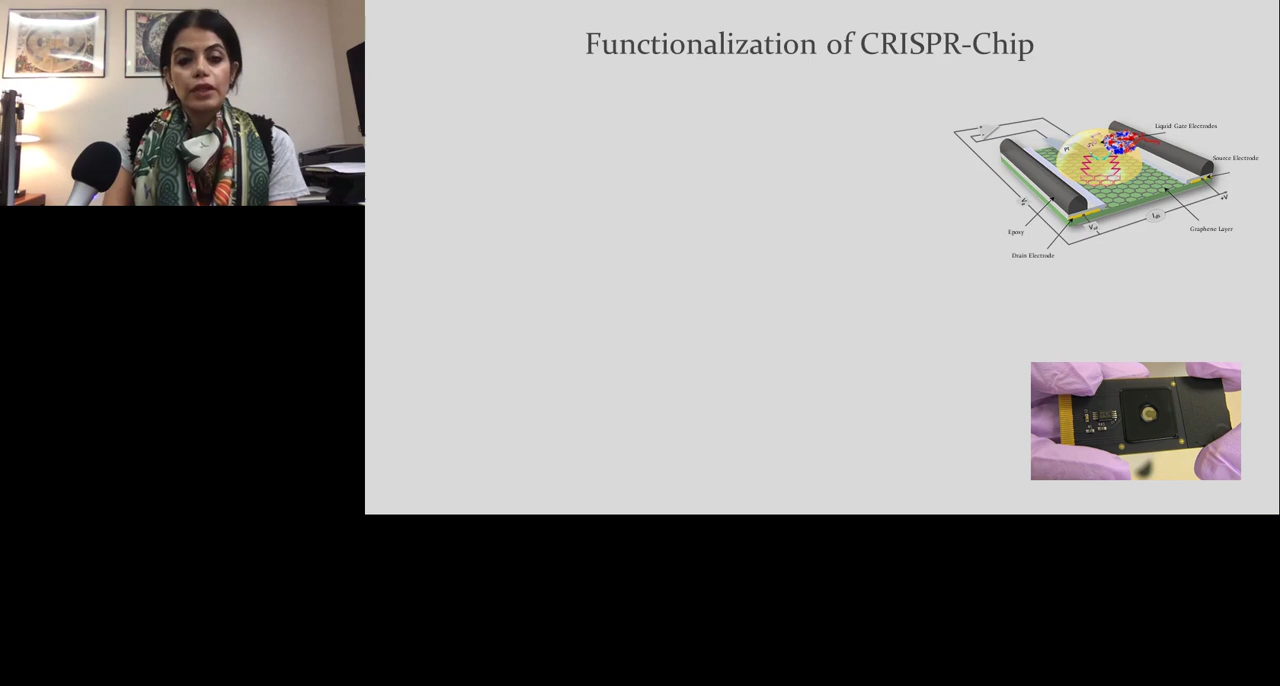 Functionalization of CRISPR-Chip
Liquid Gate Electrodes
Source Electrode
Graphene Layer
Epoxy
Drain Electrode